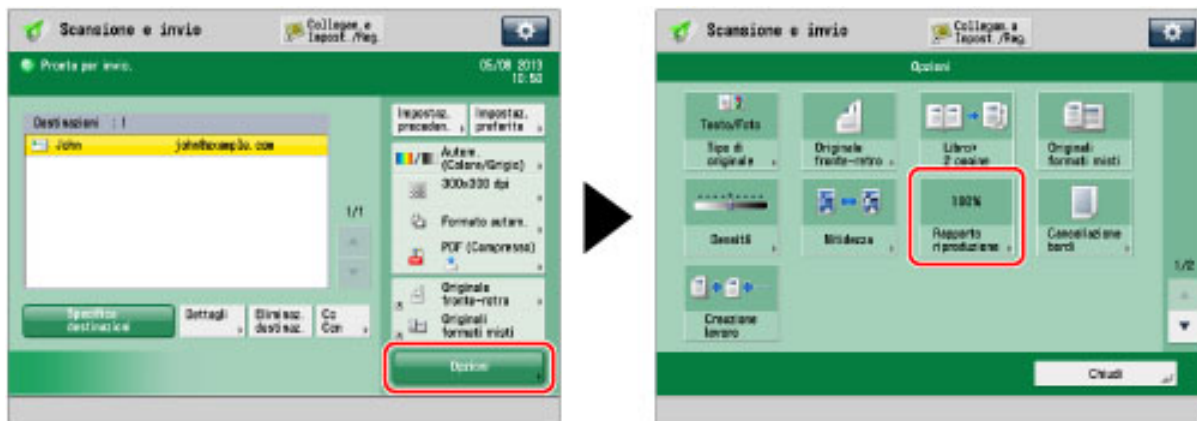 Scansione e invio
Collegam.a
Impost./Reg.
Pronto per invio.
05/08 2013
10:50
Destinazioni : 1
John john@example.com
1/1
Specifica
destinazioni
Dettagli
Eliminaz.
destinaz.
Cc
Ccn
Impostaz.
preceden.
Impostaz.
preferite
Autom.
(Colore/Grigio)
300x300 dpi
Formato autom.
PDF (Compresso)
Originale
fronte-retro
Originali
formati misti
Opzioni
Scansione e invio
Collegam.a
Impost./Reg.
Opzioni
Testo/Foto
Tipo di
originale
Originale
fronte-retro
Libro>
2 pagine
Originali
formati misti
Densità
Nitidezza
100%
Rapporto
riproduzione
Cancellazione
bordi
Creazione
lavoro
1/2
Chiudi